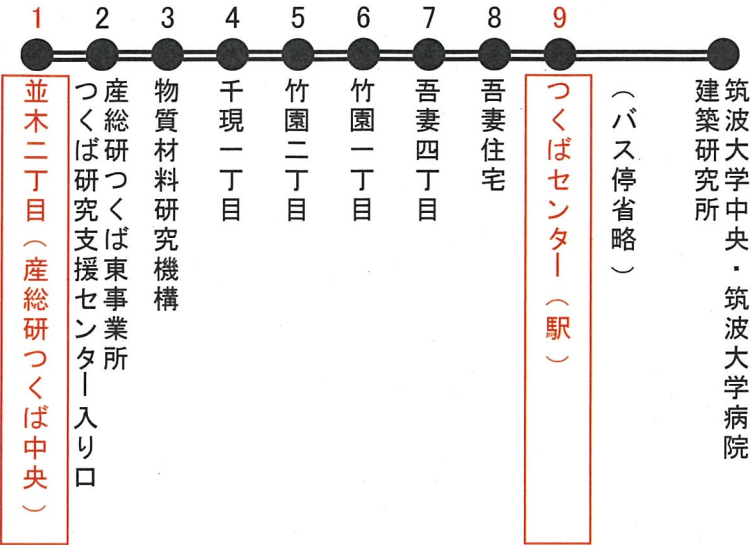 1
2
3
4
5
6
7
8
9
並木二丁目（産総研つくば中央）
産総研つくば東事業所
つくば研究支援センター入り口
物質材料研究機構
千現一丁目
竹園二丁目
竹園一丁目
吾妻四丁目
吾妻住宅
つくばセンター（駅）
（バス停省略）
筑波大学中央・筑波大学病院
建築研究所